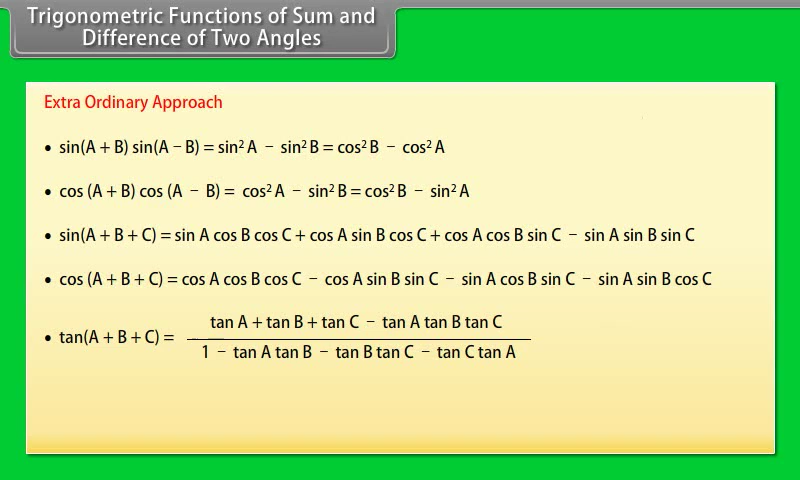 Trigonometric Functions of Sum and
Difference of Two Angles
Extra Ordinary Approach
• sin(A + B) sin(A − B) = sin² A − sin² B = cos² B − cos² A
• cos (A + B) cos (A − B) = cos² A − sin² B = cos² B − sin² A
• sin(A + B + C) = sin A cos B cos C + cos A sin B cos C + cos A cos B sin C − sin A sin B sin C
• cos (A + B + C) = cos A cos B cos C − cos A sin B sin C − sin A cos B sin C − sin A sin B cos C
• tan(A + B + C) =
tan A + tan B + tan C − tan A tan B tan C
1 − tan A tan B − tan B tan C − tan C tan A